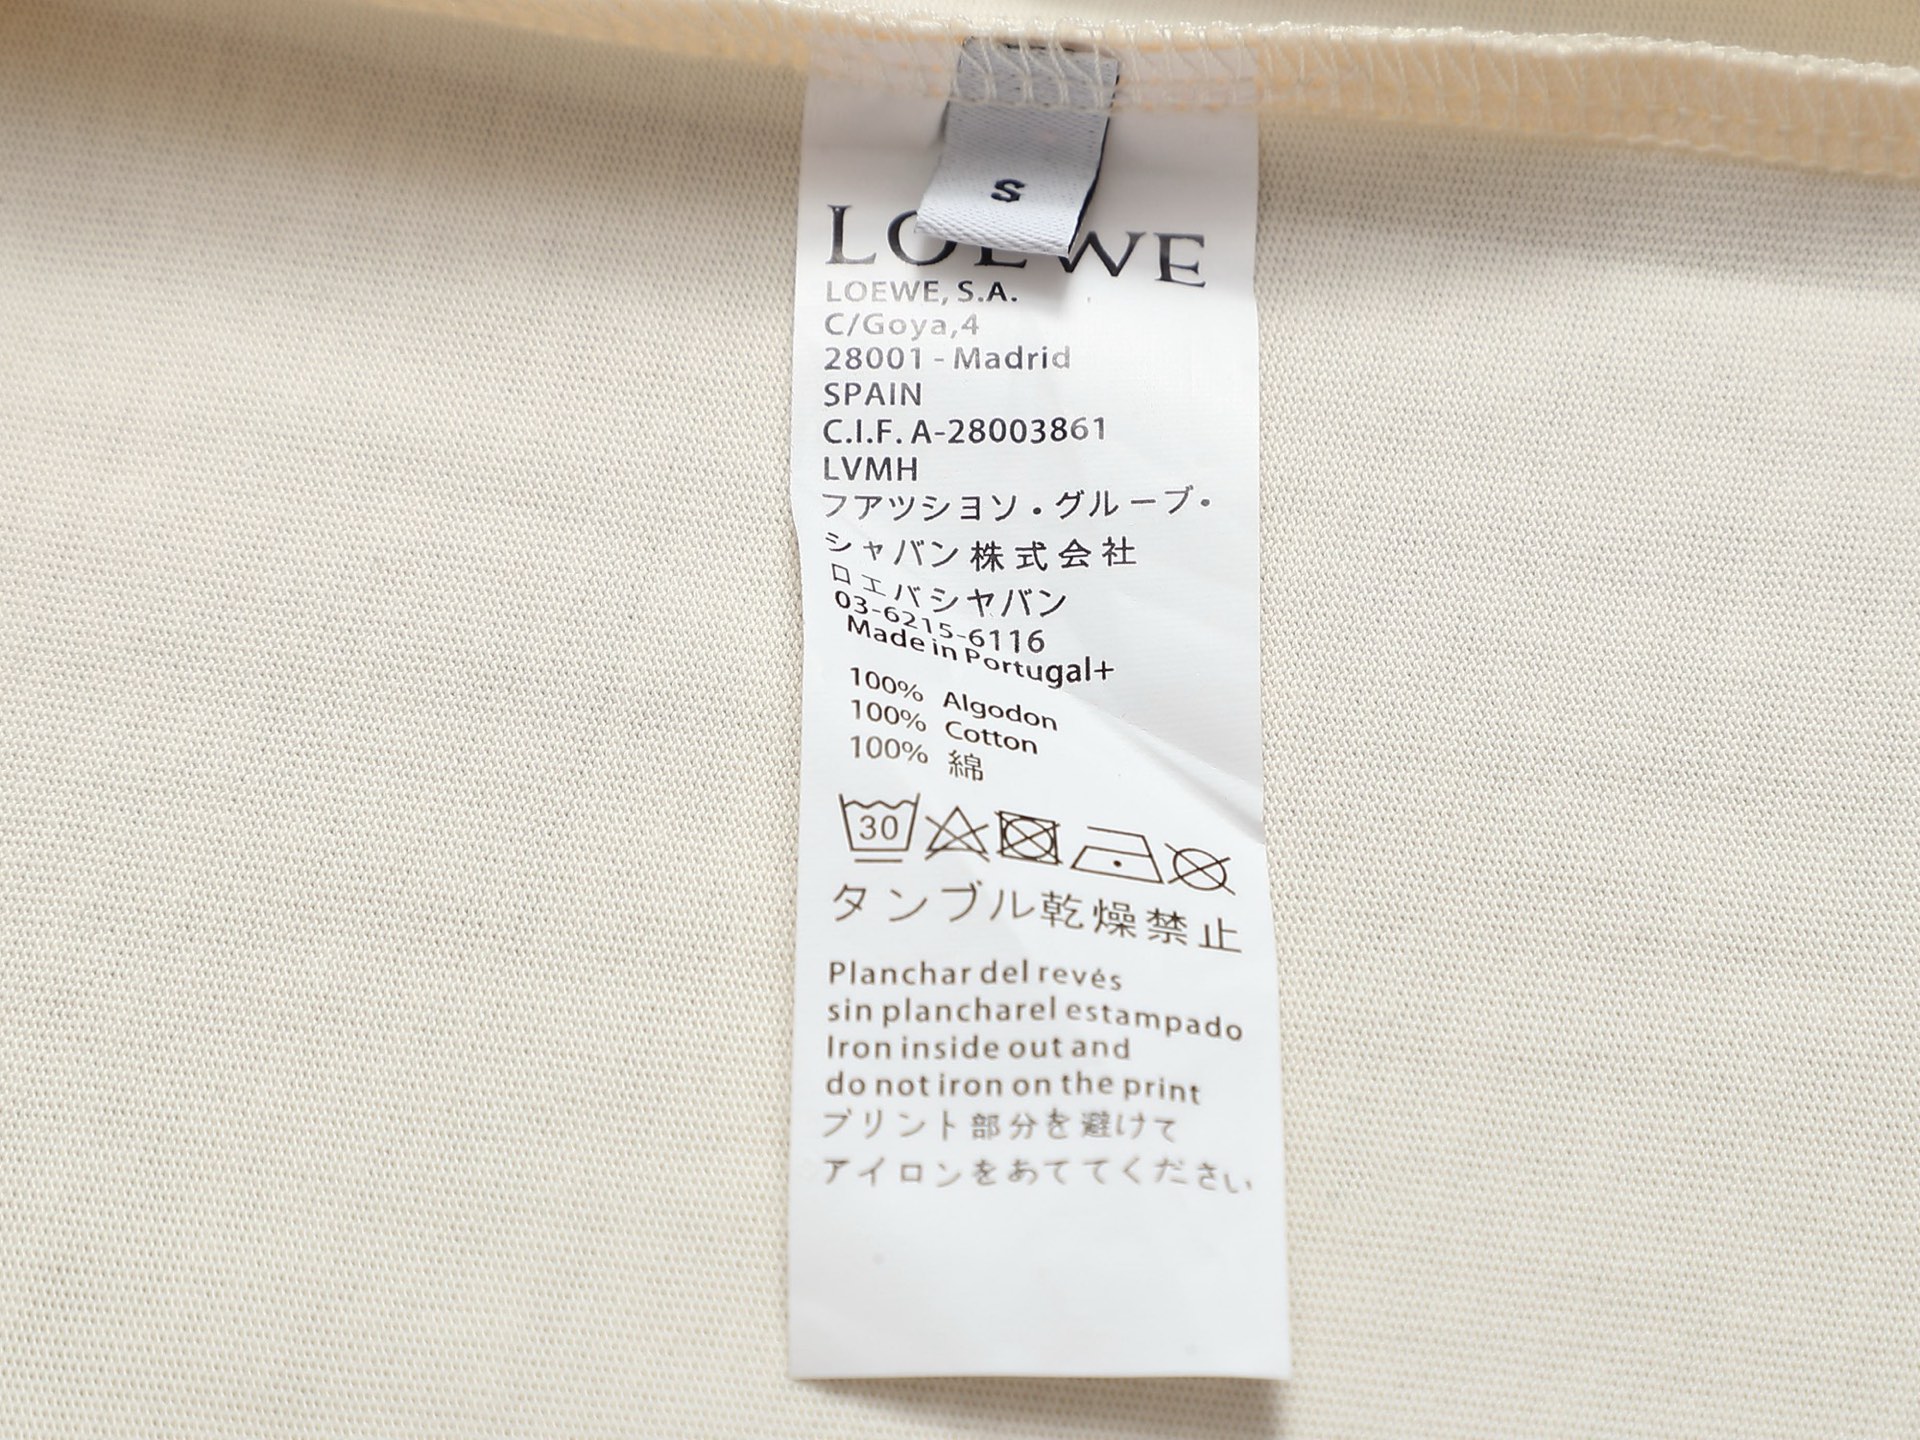 S
LOEWE
LOEWE, S.A.
C/Goya,4
28001 - Madrid
SPAIN
C.I.F. A-28003861
LVMH
フアツシヨソ・グルーブ・
シャバン株式会社
ロエバシヤバン
03-6215-6116
Made in Portugal+
100% Algodon
100% Cotton
100% 綿
30
タンブル乾燥禁止
Planchar del revés
sin plancharel estampado
Iron inside out and
do not iron on the print
プリント部分を避けて
アイロンをあててください